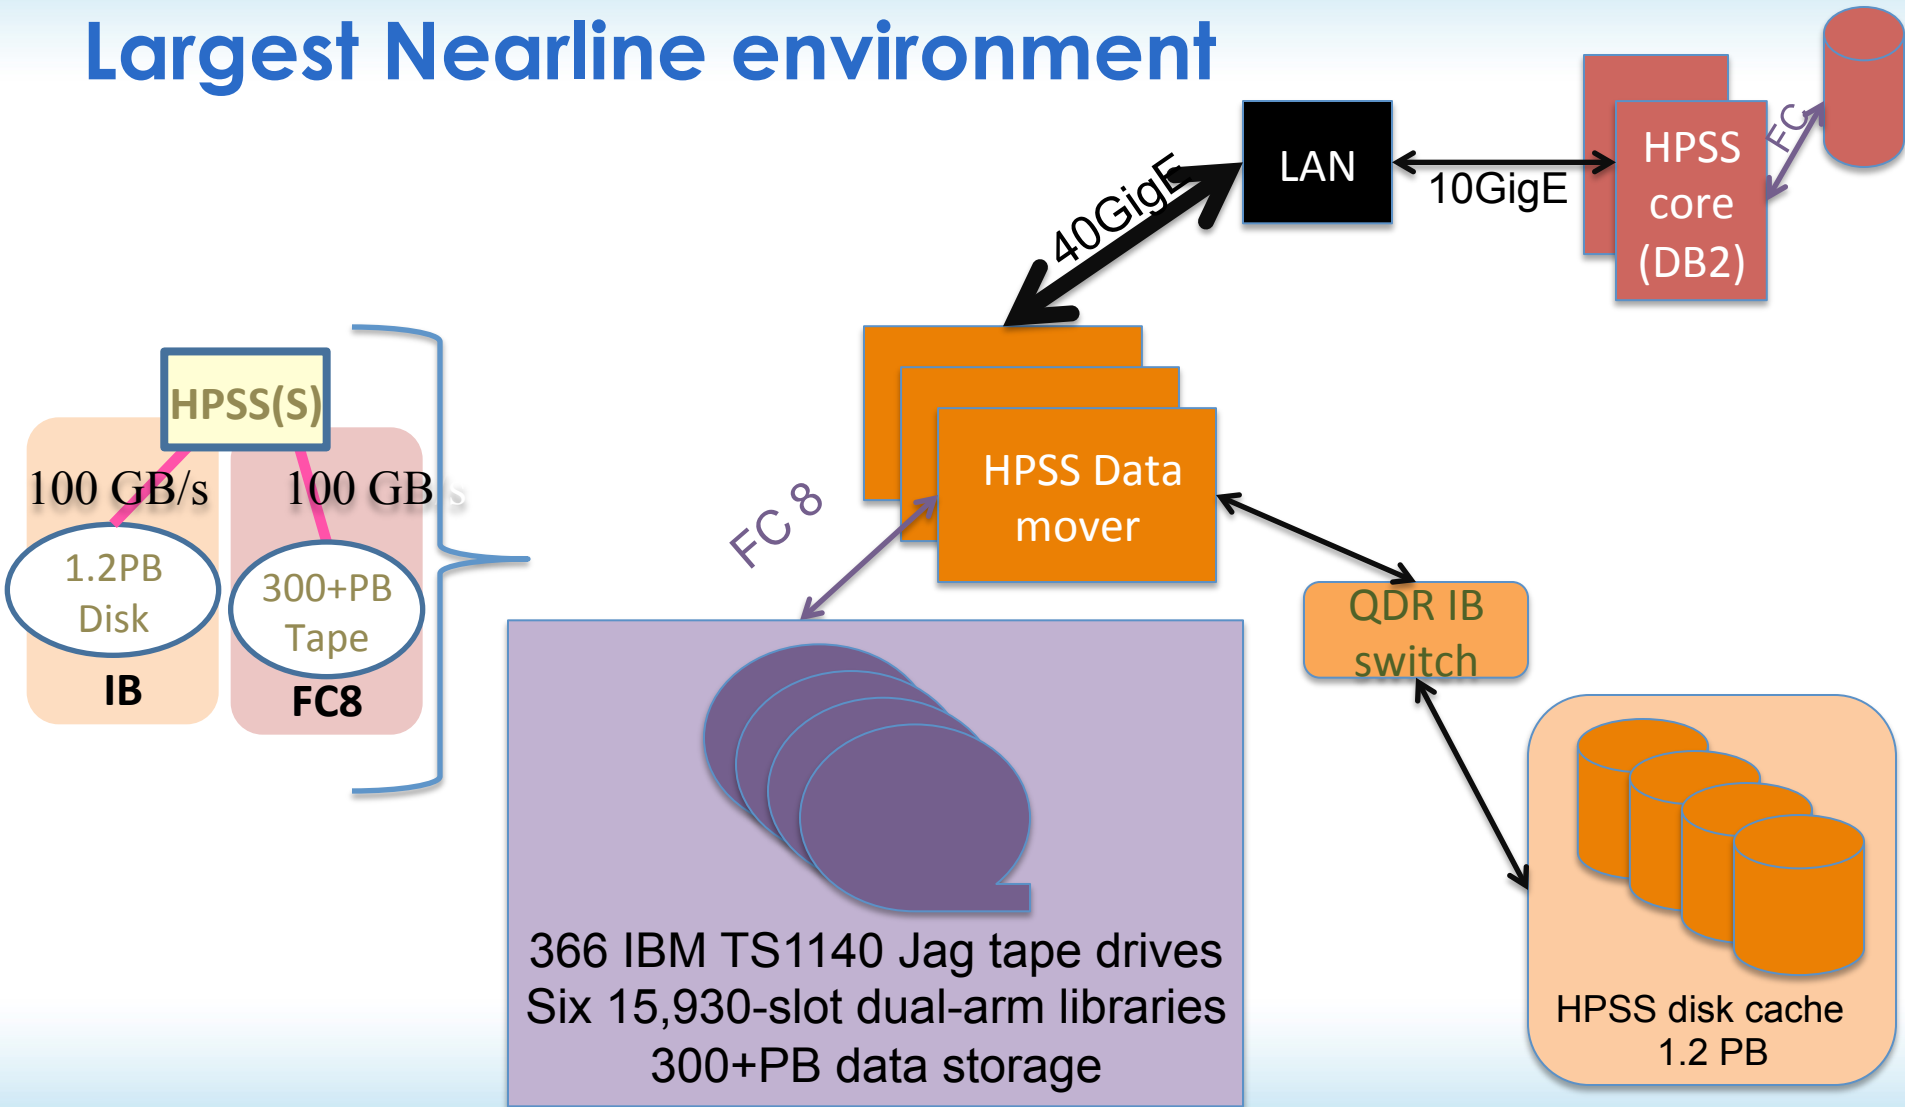 Largest Nearline environment
FC
LAN
10GigE
HPSS
core
(DB2)
40GigE
HPSS(S)
100 GB/s
100 GB/s
1.2PB
Disk
IB
300+PB
Tape
FC8
HPSS Data
mover
FC 8
QDR IB
switch
366 IBM TS1140 Jag tape drives
Six 15,930-slot dual-arm libraries
300+PB data storage
HPSS disk cache
1.2 PB